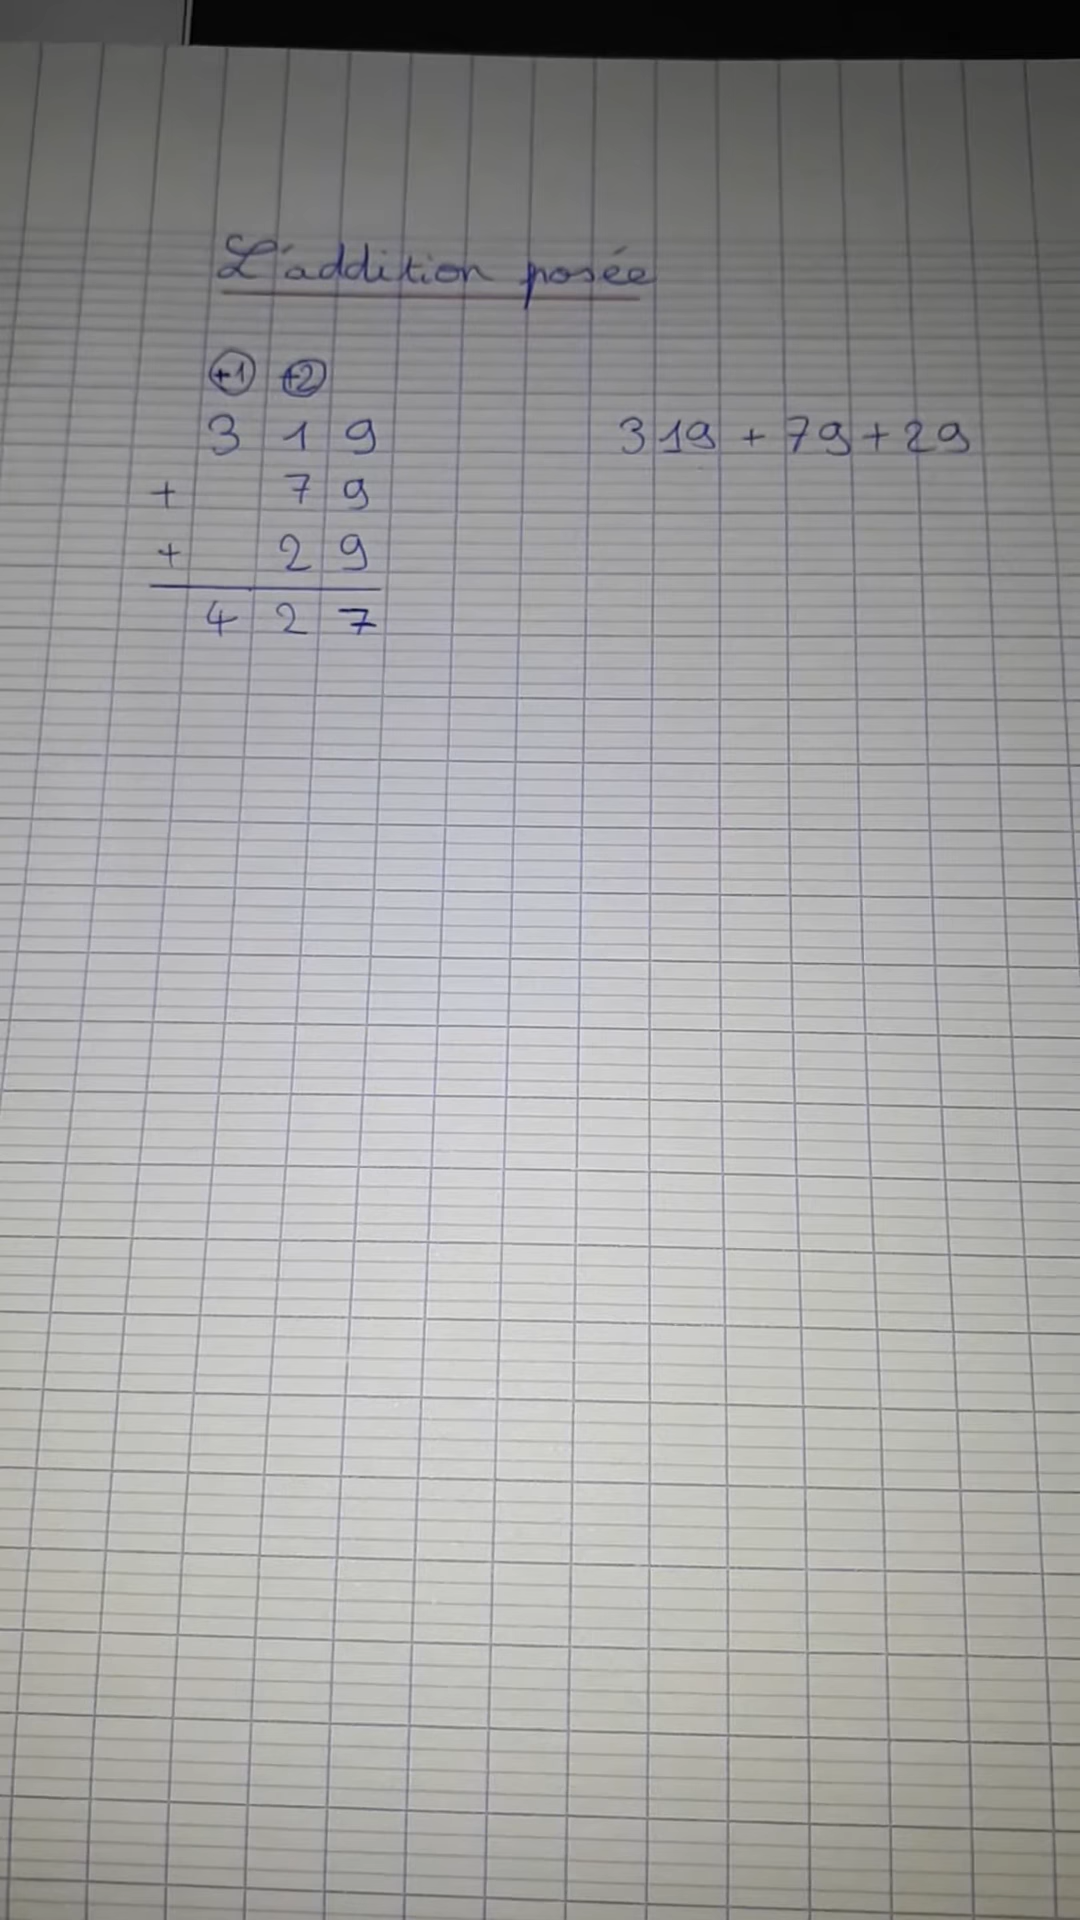 L'addition posée
+1 +2
3 1 9
+ 7 9
+ 2 9
4 2 7
319 + 79 + 29